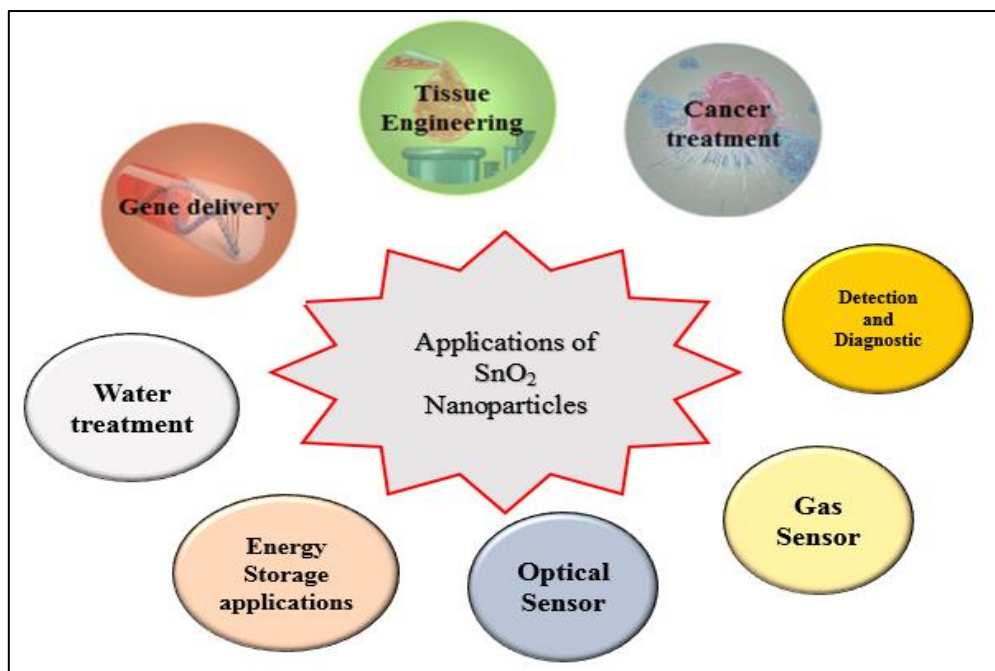 Tissue
Engineering
Cancer
treatment
Gene delivery
Detection
and
Diagnostic
Applications of
SnO₂
Nanoparticles
Water
treatment
Gas
Sensor
Energy
Storage
applications
Optical
Sensor